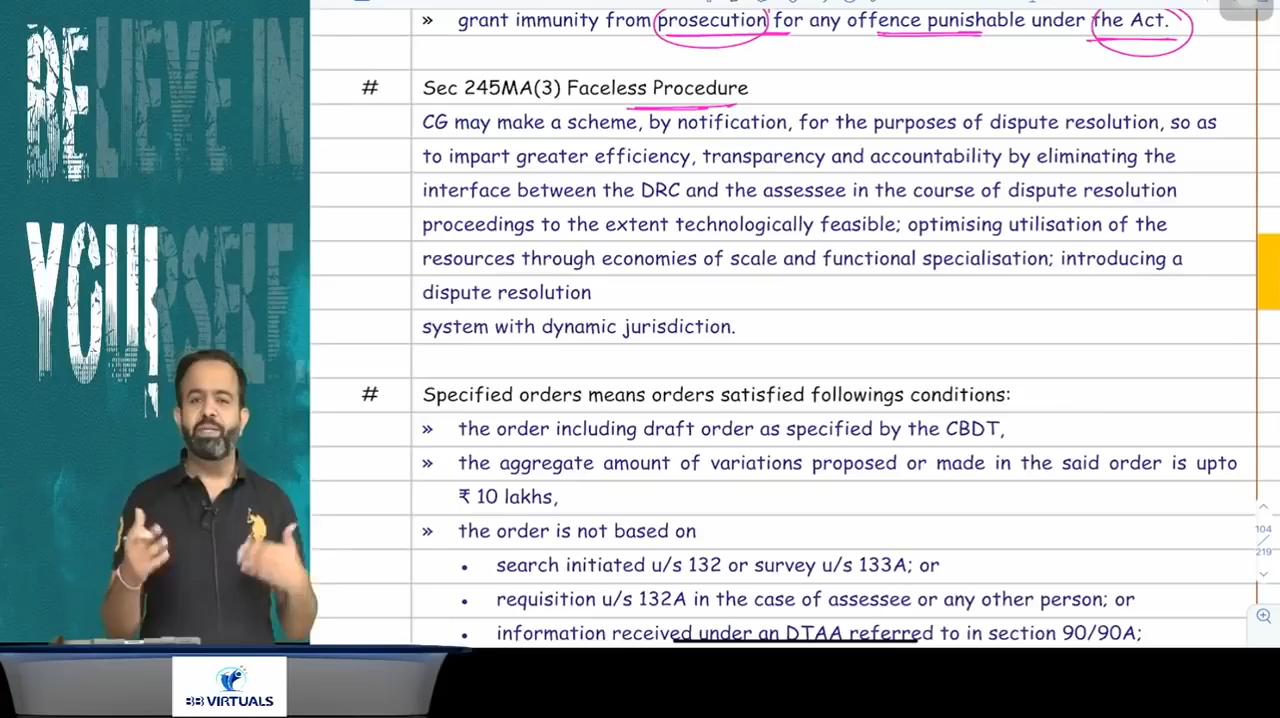 BELIEVE IN
YOURSELF
!
» grant immunity from prosecution for any offence punishable under the Act.
# Sec 245MA(3) Faceless Procedure
CG may make a scheme, by notification, for the purposes of dispute resolution, so as
to impart greater efficiency, transparency and accountability by eliminating the
interface between the DRC and the assessee in the course of dispute resolution
proceedings to the extent technologically feasible; optimising utilisation of the
resources through economies of scale and functional specialisation; introducing a
dispute resolution
system with dynamic jurisdiction.
# Specified orders means orders satisfied followings conditions:
» the order including draft order as specified by the CBDT,
» the aggregate amount of variations proposed or made in the said order is upto
₹ 10 lakhs,
» the order is not based on
• search initiated u/s 132 or survey u/s 133A; or
• requisition u/s 132A in the case of assessee or any other person; or
• information received under an DTAA referred to in section 90/90A;
104
219
BB VIRTUALS